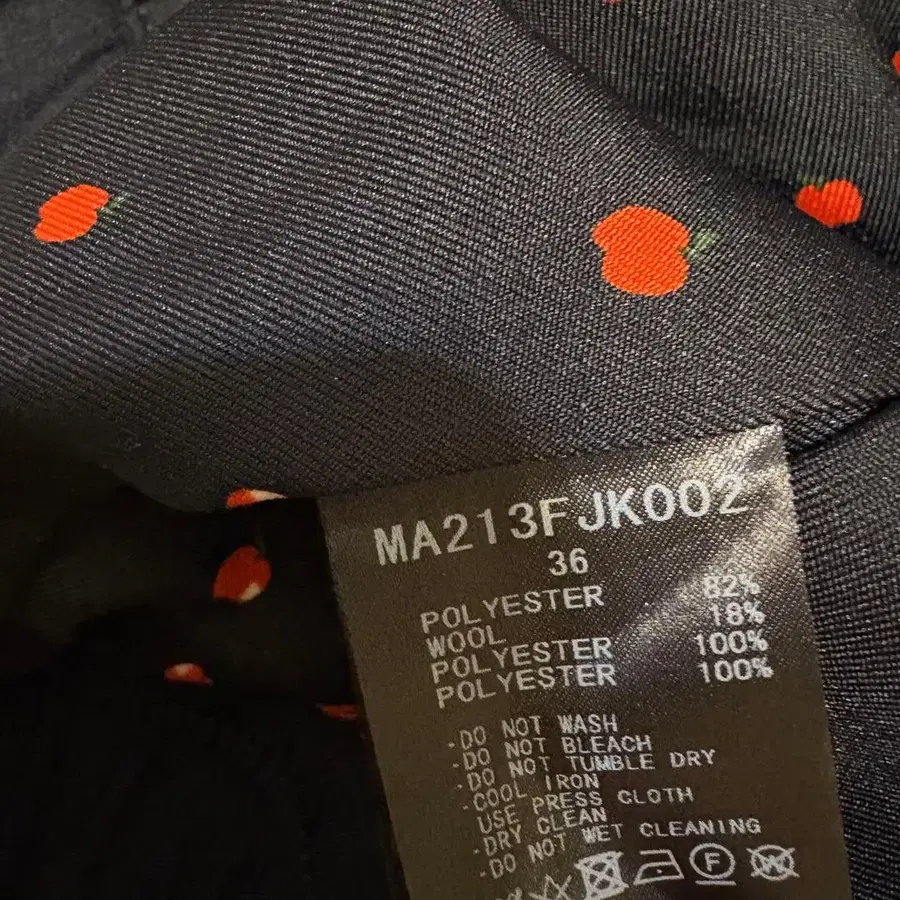 MA213FJK002
36
POLYESTER 82%
WOOL 18%
POLYESTER 100%
POLYESTER 100%
-DO NOT WASH
-DO NOT BLEACH
-DO NOT TUMBLE DRY
-COOL IRON
USE PRESS CLOTH
-DRY CLEAN
-DO NOT WET CLEANING
F
W